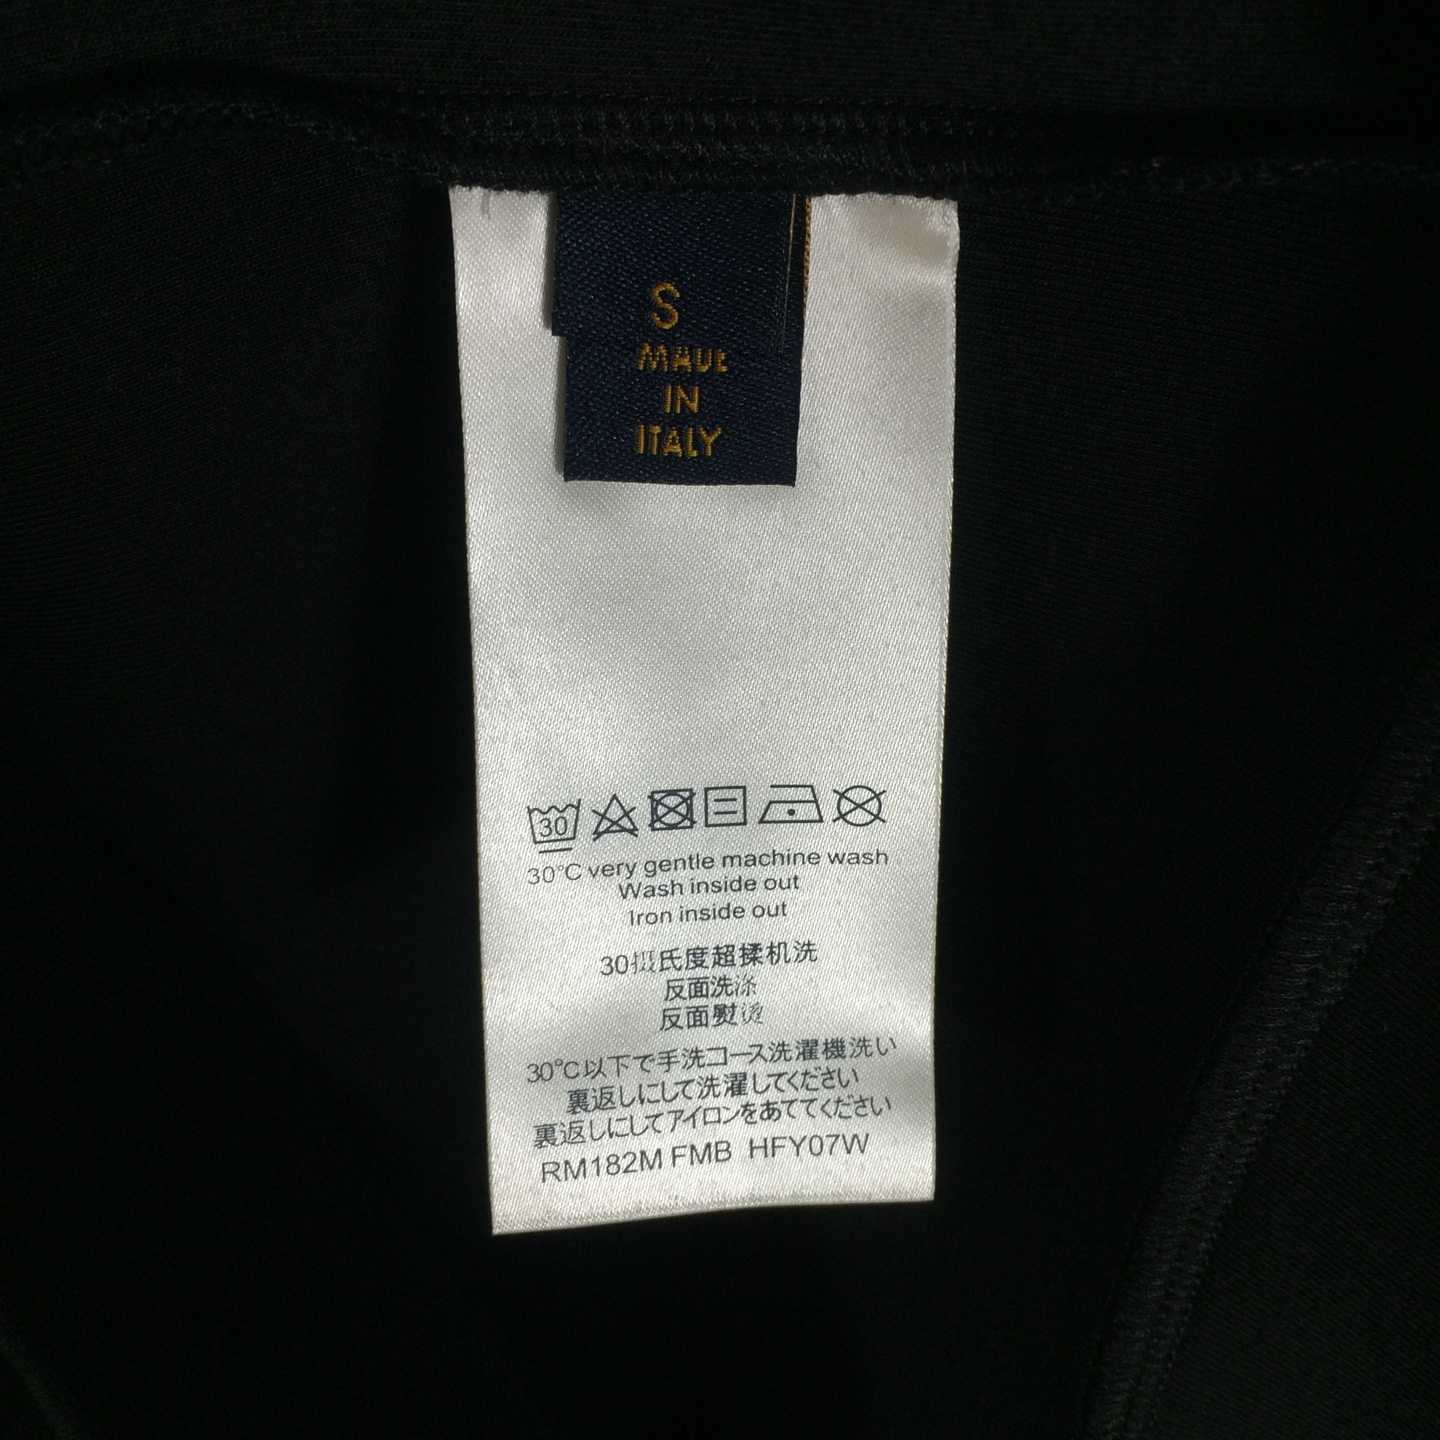 S
MADE
IN
ITALY
30
30°C very gentle machine wash
Wash inside out
Iron inside out
30摄氏度超揉机洗
反面洗涤
反面熨烫
30°C以下で手洗コース洗濯機洗い
裏返しにして洗濯してください
裏返しにしてアイロンをあててください
RM182M FMB HFY07W